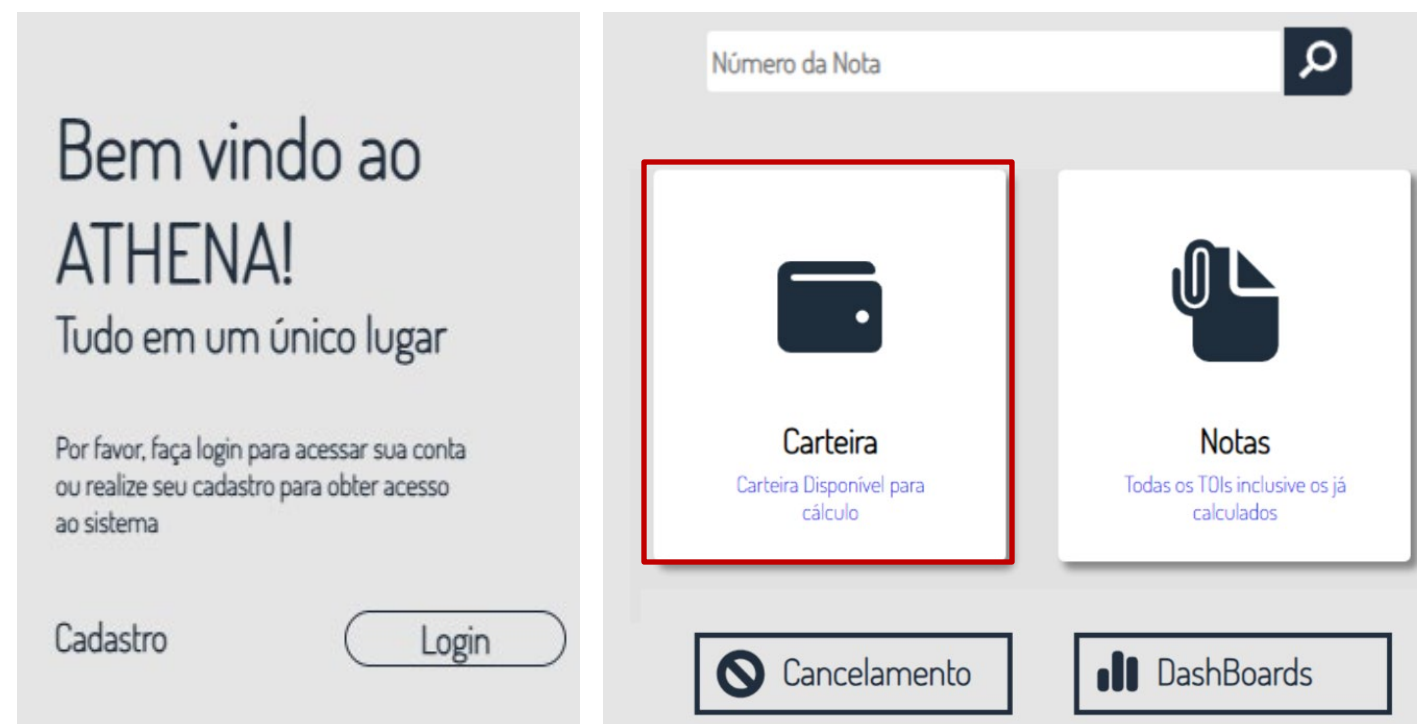 Bem vindo ao
ATHENA!
Tudo em um único lugar
Por favor, faça login para acessar sua conta
ou realize seu cadastro para obter acesso
ao sistema
Cadastro
Login
Número da Nota
Carteira
Carteira Disponível para
cálculo
Notas
Todas os TOIs inclusive os já
calculados
Cancelamento
DashBoards